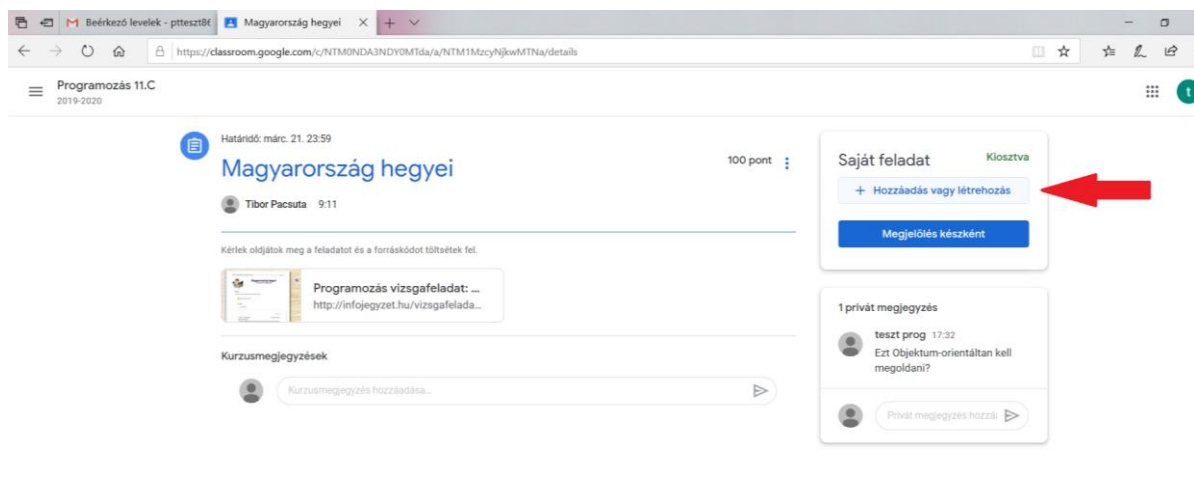 Beérkező levelek - ptteszt86
Magyarország hegyei
https://classroom.google.com/c/NTM0NDA3NDY0MTda/a/NTM1MzcyNjkwMTNa/details
Programozás 11.C
2019-2020
t
Határidő: márc. 21. 23:59
Magyarország hegyei
100 pont
Tibor Pacsuta 9:11
Kérlek oldjátok meg a feladatot és a forráskódot töltsétek fel.
Programozás vizsgafeladat: ...
http://infojegyzet.hu/vizsgafelada...
Kurzusmegjegyzések
Kurzusmegjegyzés hozzáadása...
Saját feladat
Kiosztva
+ Hozzáadás vagy létrehozás
Megjelölés készként
1 privát megjegyzés
teszt prog 17:32
Ezt Objektum-orientáltan kell
megoldani?
Privát megjegyzés hozzá